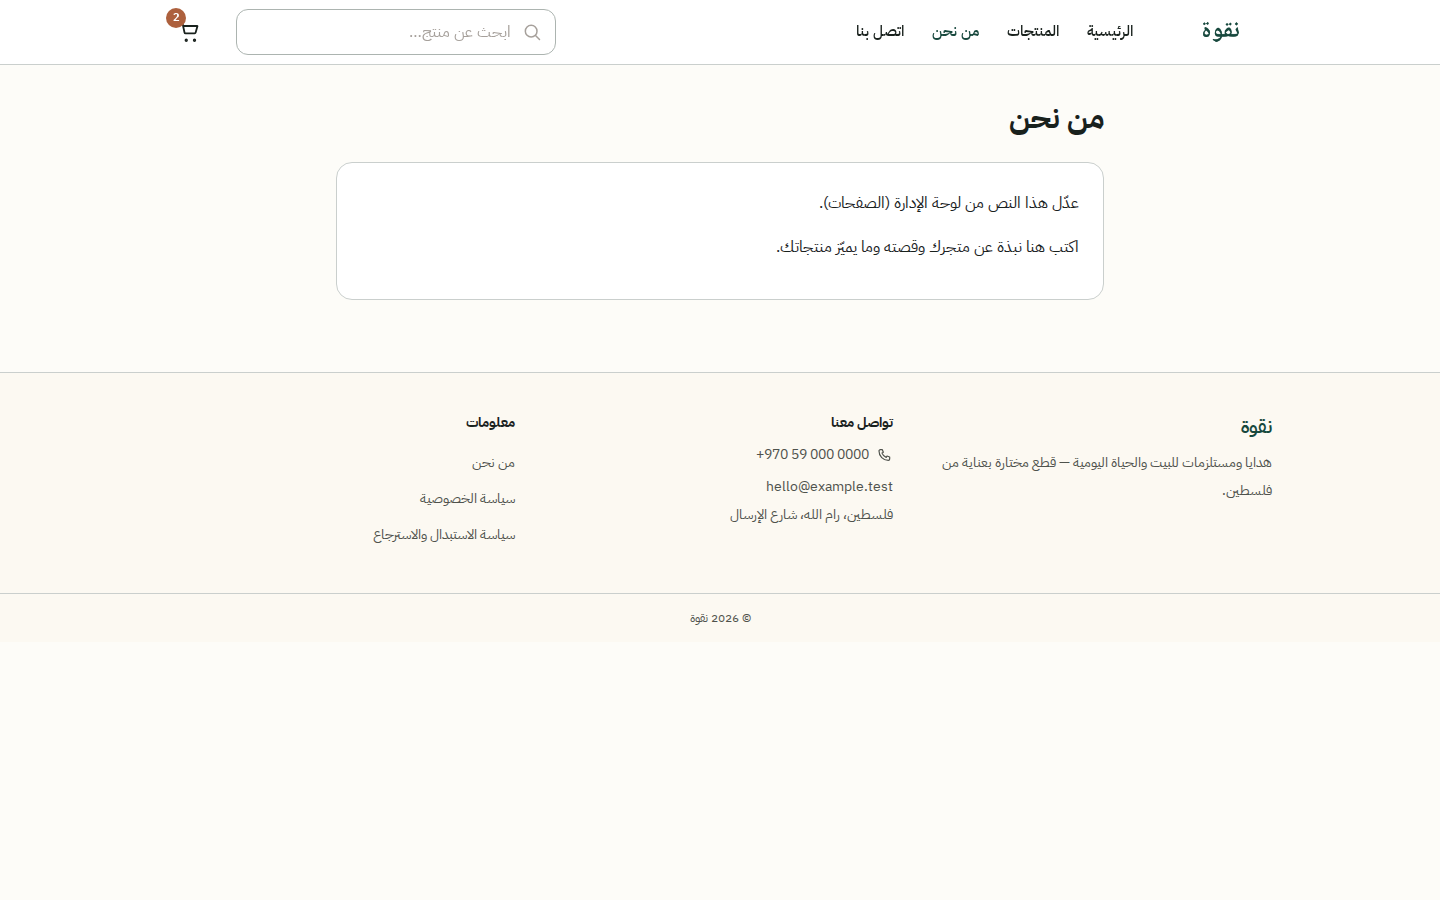 نقوة
الرئيسية
المنتجات
من نحن
اتصل بنا
ابحث عن منتج...
2
من نحن
عدّل هذا النص من لوحة الإدارة (الصفحات).
اكتب هنا نبذة عن متجرك وقصته وما يميّز منتجاتك.
نقوة
هدايا ومستلزمات للبيت والحياة اليومية — قطع مختارة بعناية من
فلسطين.
تواصل معنا
+970 59 000 0000
hello@example.test
فلسطين، رام الله، شارع الإرسال
معلومات
من نحن
سياسة الخصوصية
سياسة الاستبدال والاسترجاع
© 2026 نقوة